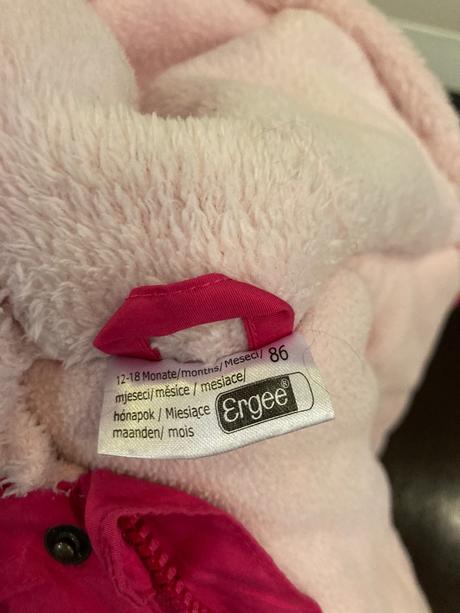 12-18 Monate/months/Meseci/ 86
mjeseci/měsíce / mesiace/
hónapok / Miesiące
maanden/ mois
Ergee®